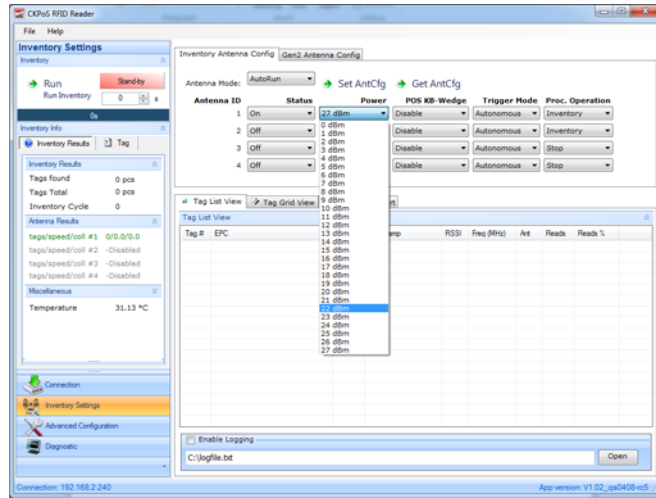 CKPoS RFID Reader
File Help
Inventory Settings
Inventory
Run
Run Inventory
Stand-by
0 s
0s
Inventory Info
Inventory Results Tag
Inventory Results
Tags found 0 pcs
Tags Total 0 pcs
Inventory Cycle 0
Antenna Results
tags/speed/coll #1 0/0.0/0.0
tags/speed/coll #2 -Disabled
tags/speed/coll #3 -Disabled
tags/speed/coll #4 -Disabled
Miscellaneous
Temperature 31.13 ºC
Connection
Inventory Settings
Advanced Configuration
Diagnostic
Connection: 192.168.2.240
Inventory Antenna Config Gen2 Antenna Config
Antenna Mode: AutoRun Set AntCfg Get AntCfg
Antenna ID Status Power POS KB-Wedge Trigger Mode Proc. Operation
1 On 27 dBm Disable Autonomous Inventory
2 Off Disable Autonomous Inventory
3 Off Disable Autonomous Stop
4 Off Disable Autonomous Stop
0 dBm
1 dBm
2 dBm
3 dBm
4 dBm
5 dBm
6 dBm
7 dBm
8 dBm
9 dBm
10 dBm
11 dBm
12 dBm
13 dBm
14 dBm
15 dBm
16 dBm
17 dBm
18 dBm
19 dBm
20 dBm
21 dBm
22 dBm
23 dBm
24 dBm
25 dBm
26 dBm
27 dBm
Tag List View Tag Grid View
Tag List View
Tag # EPC RSSI Freq (MHz) Ant Reads Reads %
Enable Logging
C:\logfile.txt Open
App version: V1.02_qa0408-rc5